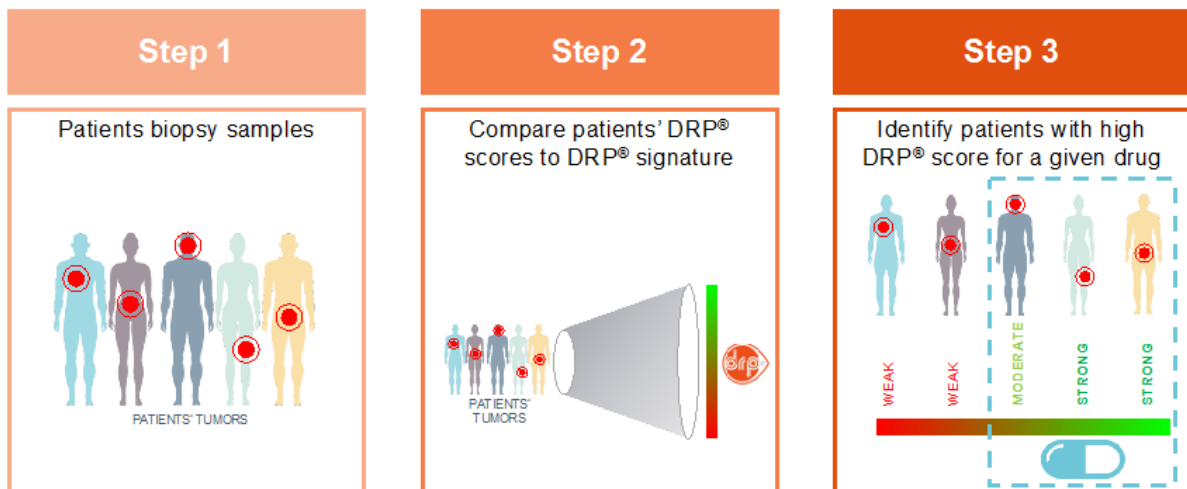 Step 1
Patients biopsy samples
PATIENTS' TUMORS
Step 2
Compare patients' DRP®
scores to DRP® signature
PATIENTS'
TUMORS
drp
Step 3
Identify patients with high
DRP® score for a given drug
WEAK
WEAK
MODERATE
STRONG
STRONG